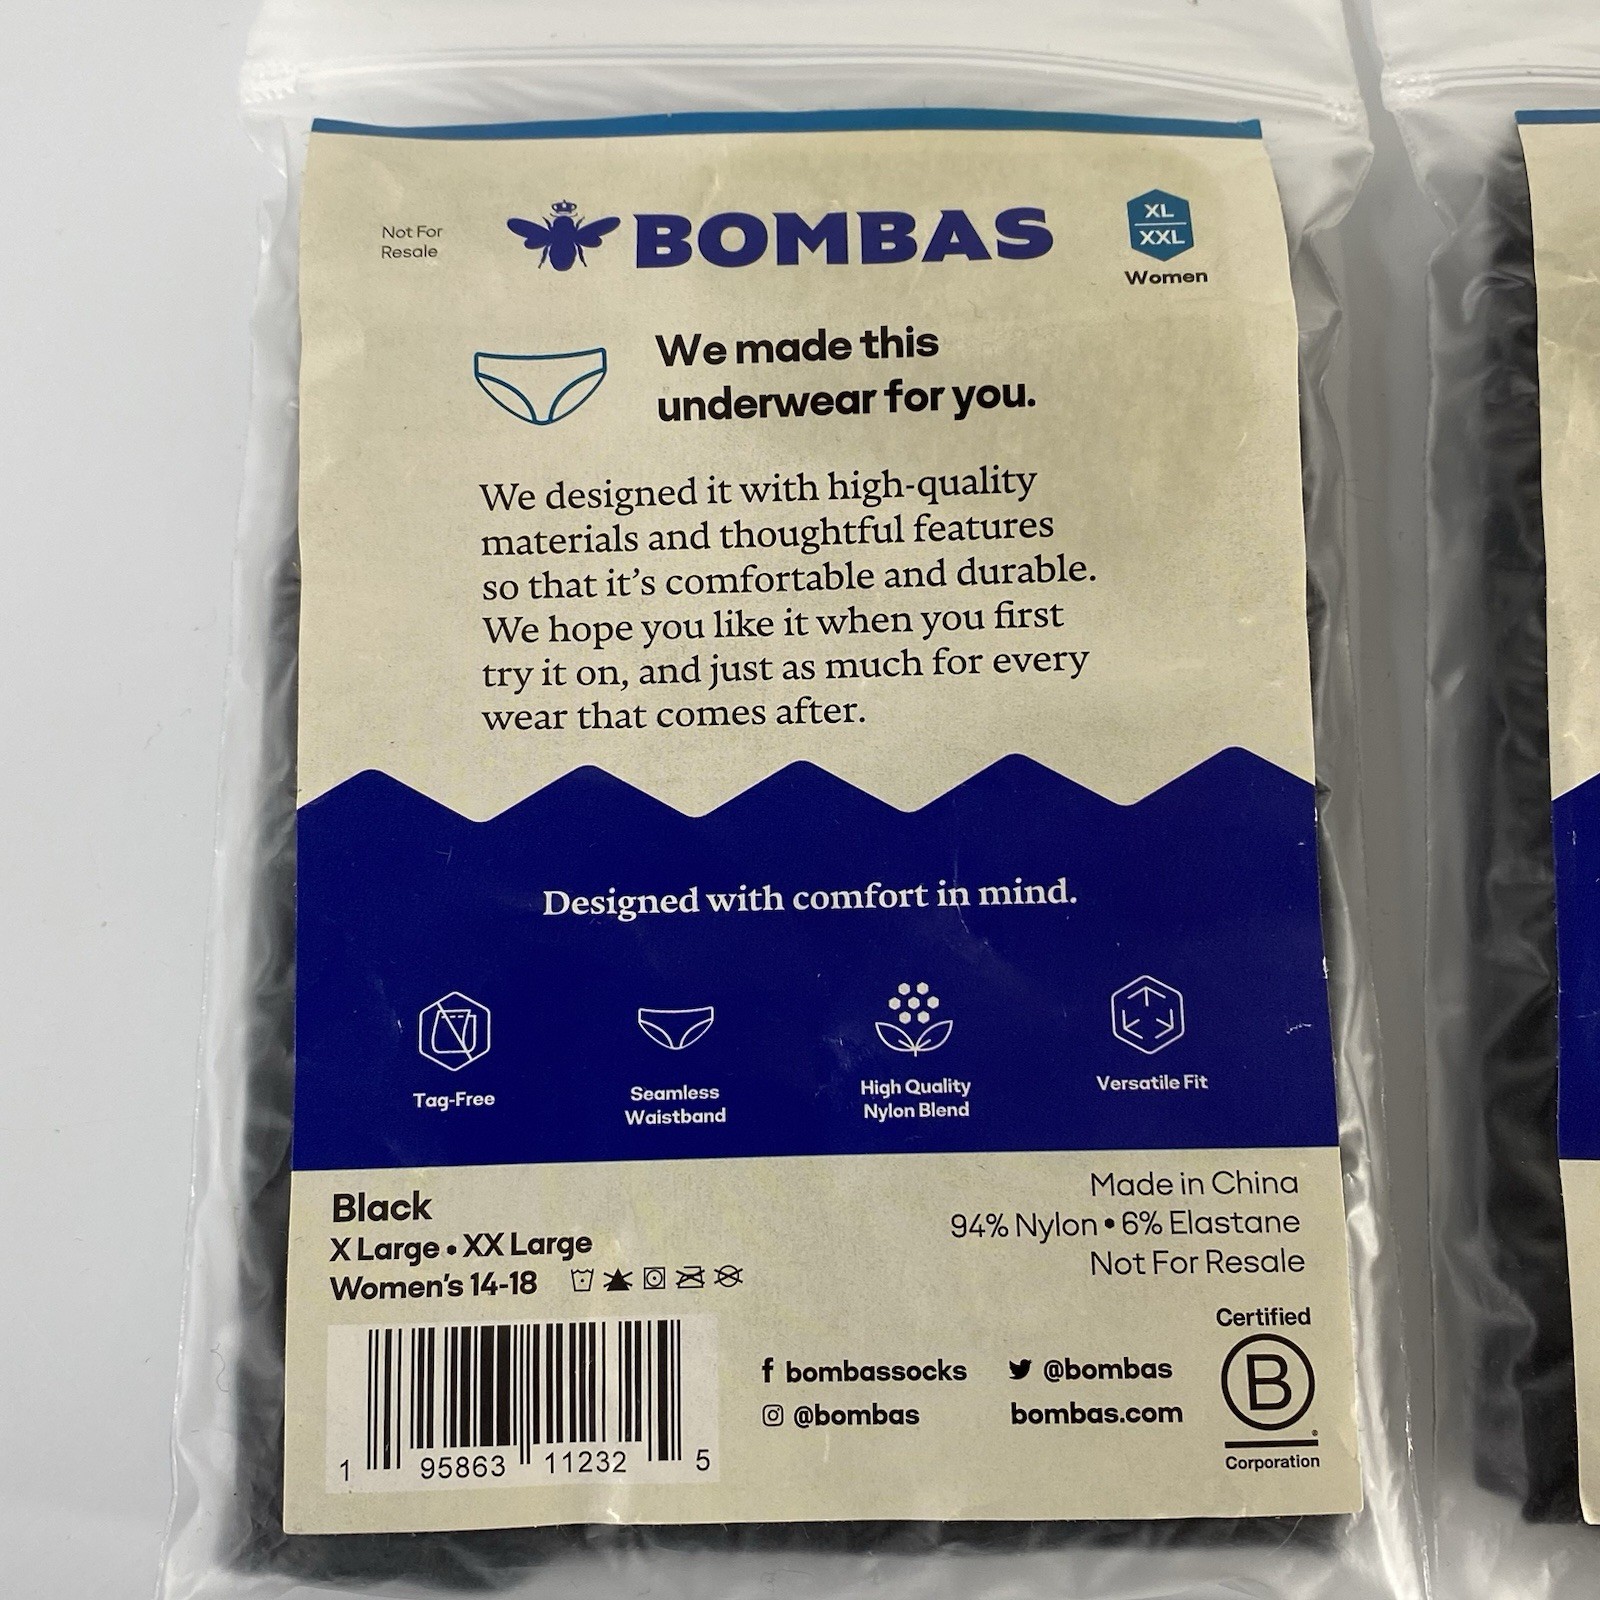 Not For
Resale
BOMBAS
XL
XXL
Women
We made this
underwear for you.
We designed it with high-quality
materials and thoughtful features
so that it's comfortable and durable.
We hope you like it when you first
try it on, and just as much for every
wear that comes after.
Designed with comfort in mind.
Tag-Free
Seamless
Waistband
High Quality
Nylon Blend
Versatile Fit
Black
X Large • XX Large
Women's 14-18
Made in China
94% Nylon • 6% Elastane
Not For Resale
1 95863 11232 5
f bombassocks
@bombas
@bombas
bombas.com
Certified
B
®
Corporation